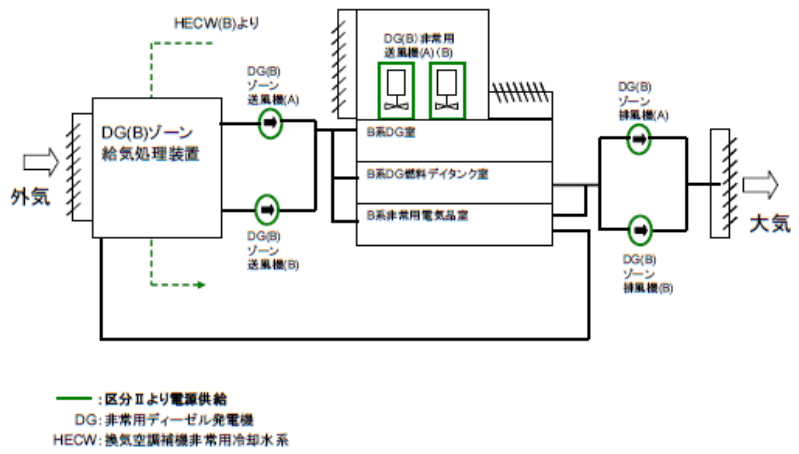 HECW(B)より
DG(B)非常用
送風機(A)(B)
DG(B)
ゾーン
送風機(A)
DG(B)
ゾーン
排風機(A)
DG(B)ゾーン
給気処理装置
B系DG室
外気
B系DG燃料デイタンク室
B系非常用電気品室
大気
DG(B)
ゾーン
送風機(B)
DG(B)
ゾーン
排風機(B)
:区分Ⅱより電源供給
DG:非常用ディーゼル発電機
HECW:換気空調補機非常用冷却水系